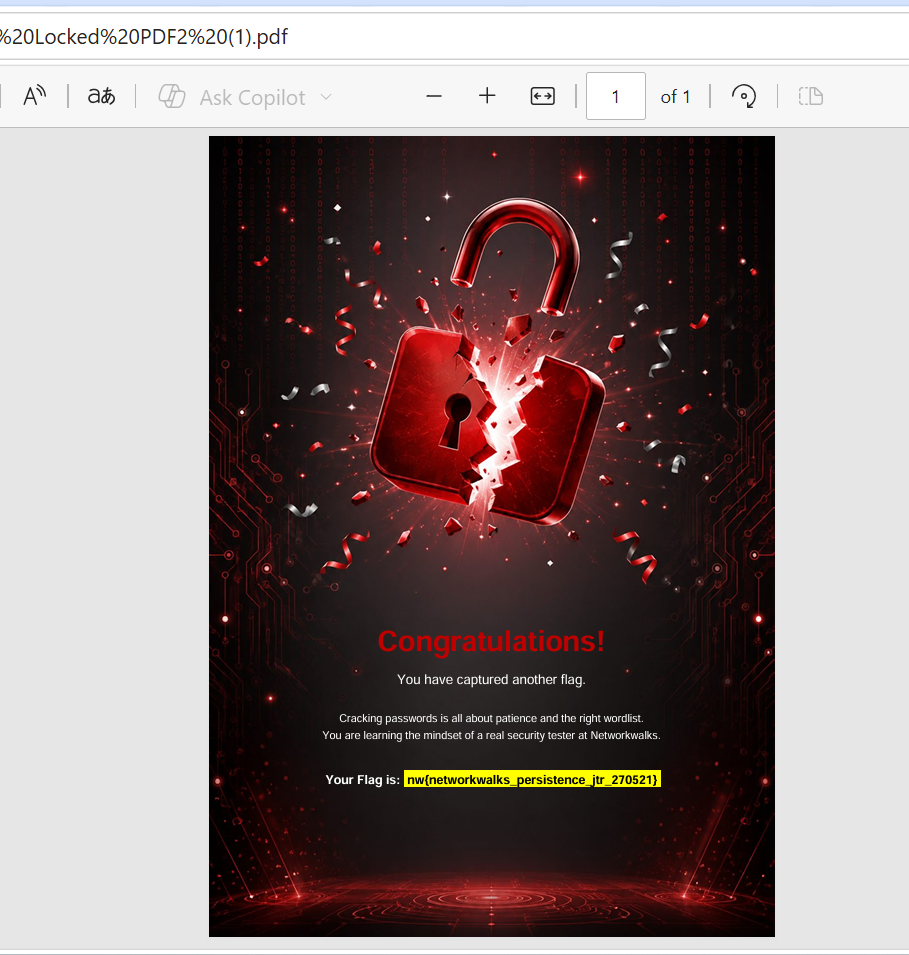 %20Locked%20PDF2%20(1).pdf
A
aあ
Ask Copilot
1
of 1
Congratulations!
You have captured another flag.
Cracking passwords is all about patience and the right wordlist.
You are learning the mindset of a real security tester at Networkwalks.
Your Flag is: nw{networkwalks_persistence_jtr_270521}